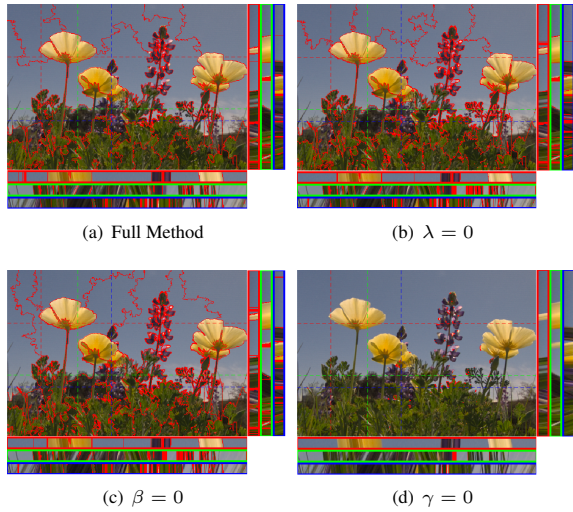 (a) Full Method
(b) λ = 0
(c) β = 0
(d) γ = 0